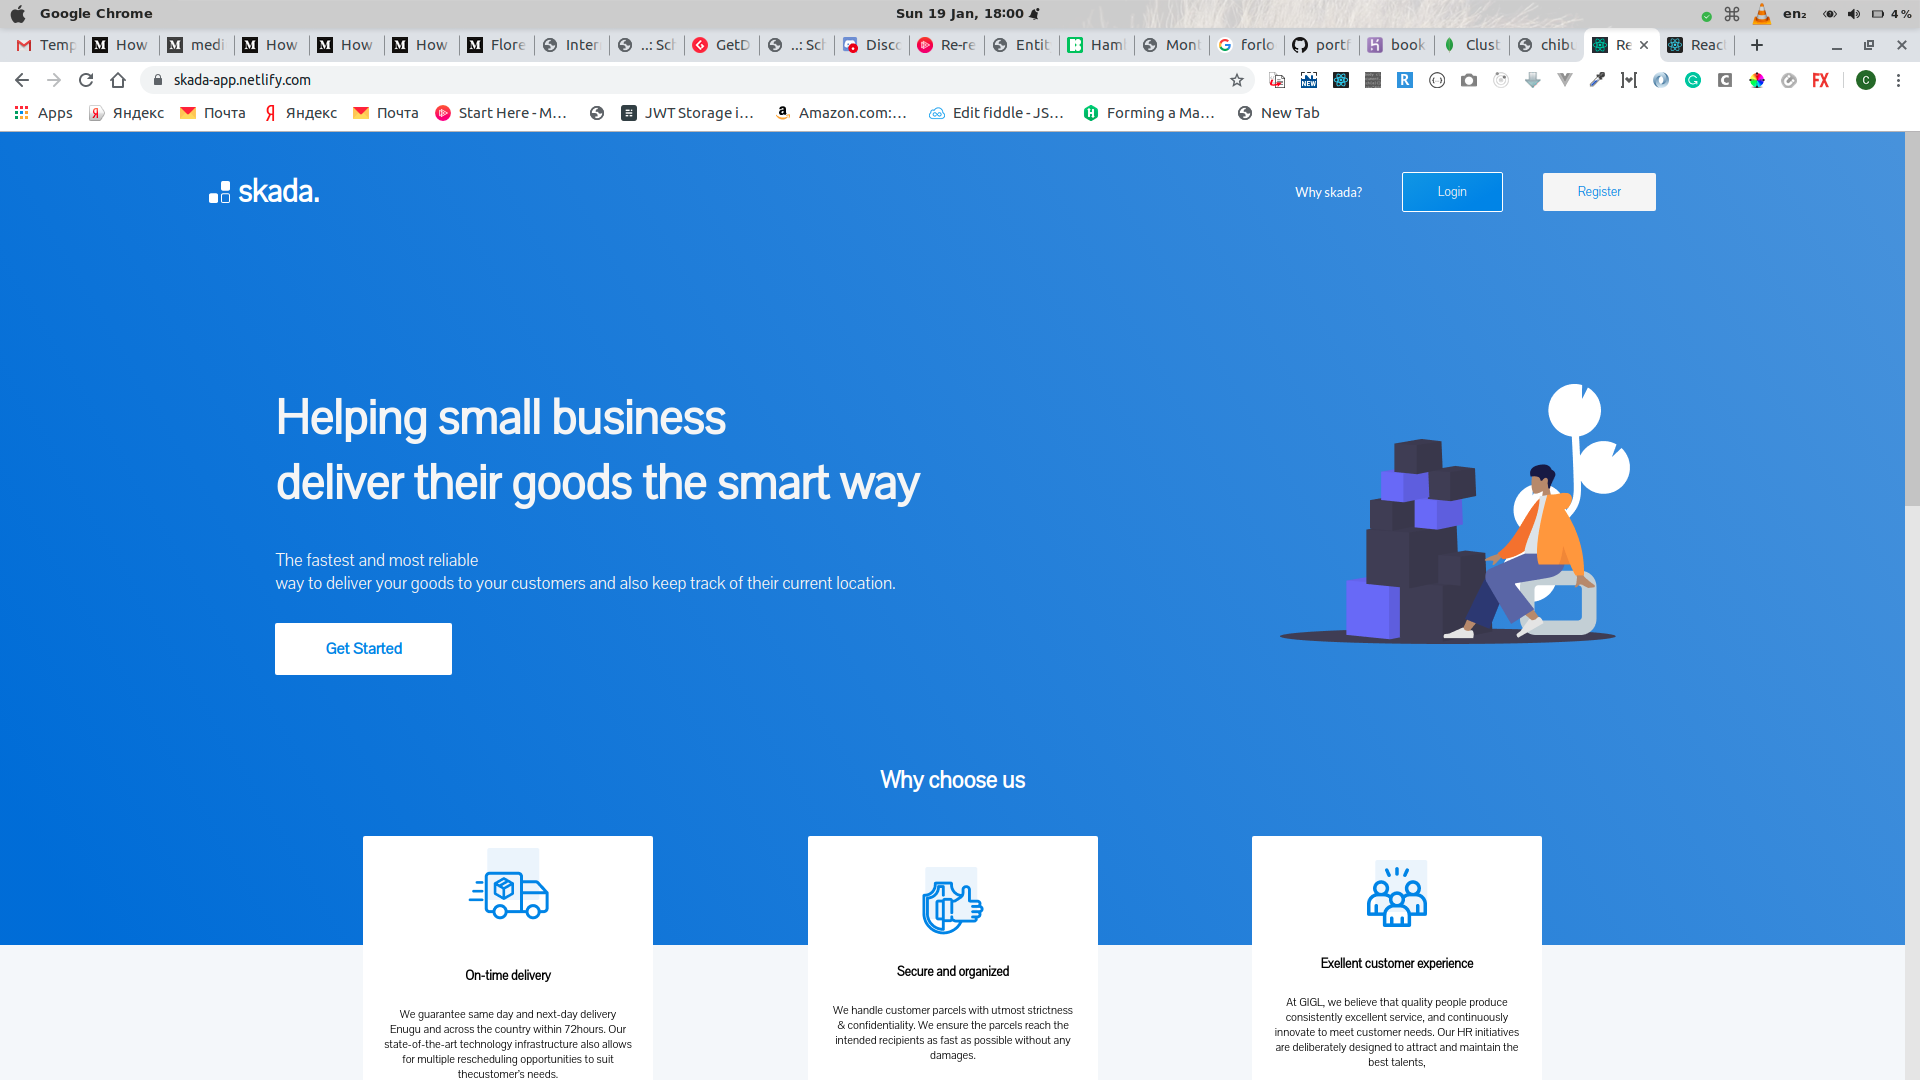 Google Chrome
Sun 19 Jan, 18:00
en₂
4 %
Temp
How
medi
How
How
How
Flore
Inter
..: Sch
GetD
..: Sch
Disco
Re-re
Entit
Haml
Mont
forlo
portf
book
Clust
chibu
Re
React
skada-app.netlify.com
Apps
Яндекс
Почта
Яндекс
Почта
Start Here - M...
JWT Storage i...
Amazon.com:...
Edit fiddle - JS...
Forming a Ma...
New Tab
skada.
Why skada?
Login
Register
Helping small business
deliver their goods the smart way
The fastest and most reliable
way to deliver your goods to your customers and also keep track of their current location.
Get Started
Why choose us
On-time delivery
We guarantee same day and next-day delivery
Enugu and across the country within 72hours. Our
state-of-the-art technology infrastructure also allows
for multiple rescheduling opportunities to suit
thecustomer's needs.
Secure and organized
We handle customer parcels with utmost strictness
& confidentiality. We ensure the parcels reach the
intended recipients as fast as possible without any
damages.
Exellent customer experience
At GIGL, we believe that quality people produce
consistently excellent service, and continuously
innovate to meet customer needs. Our HR initiatives
are deliberately designed to attract and maintain the
best talents,